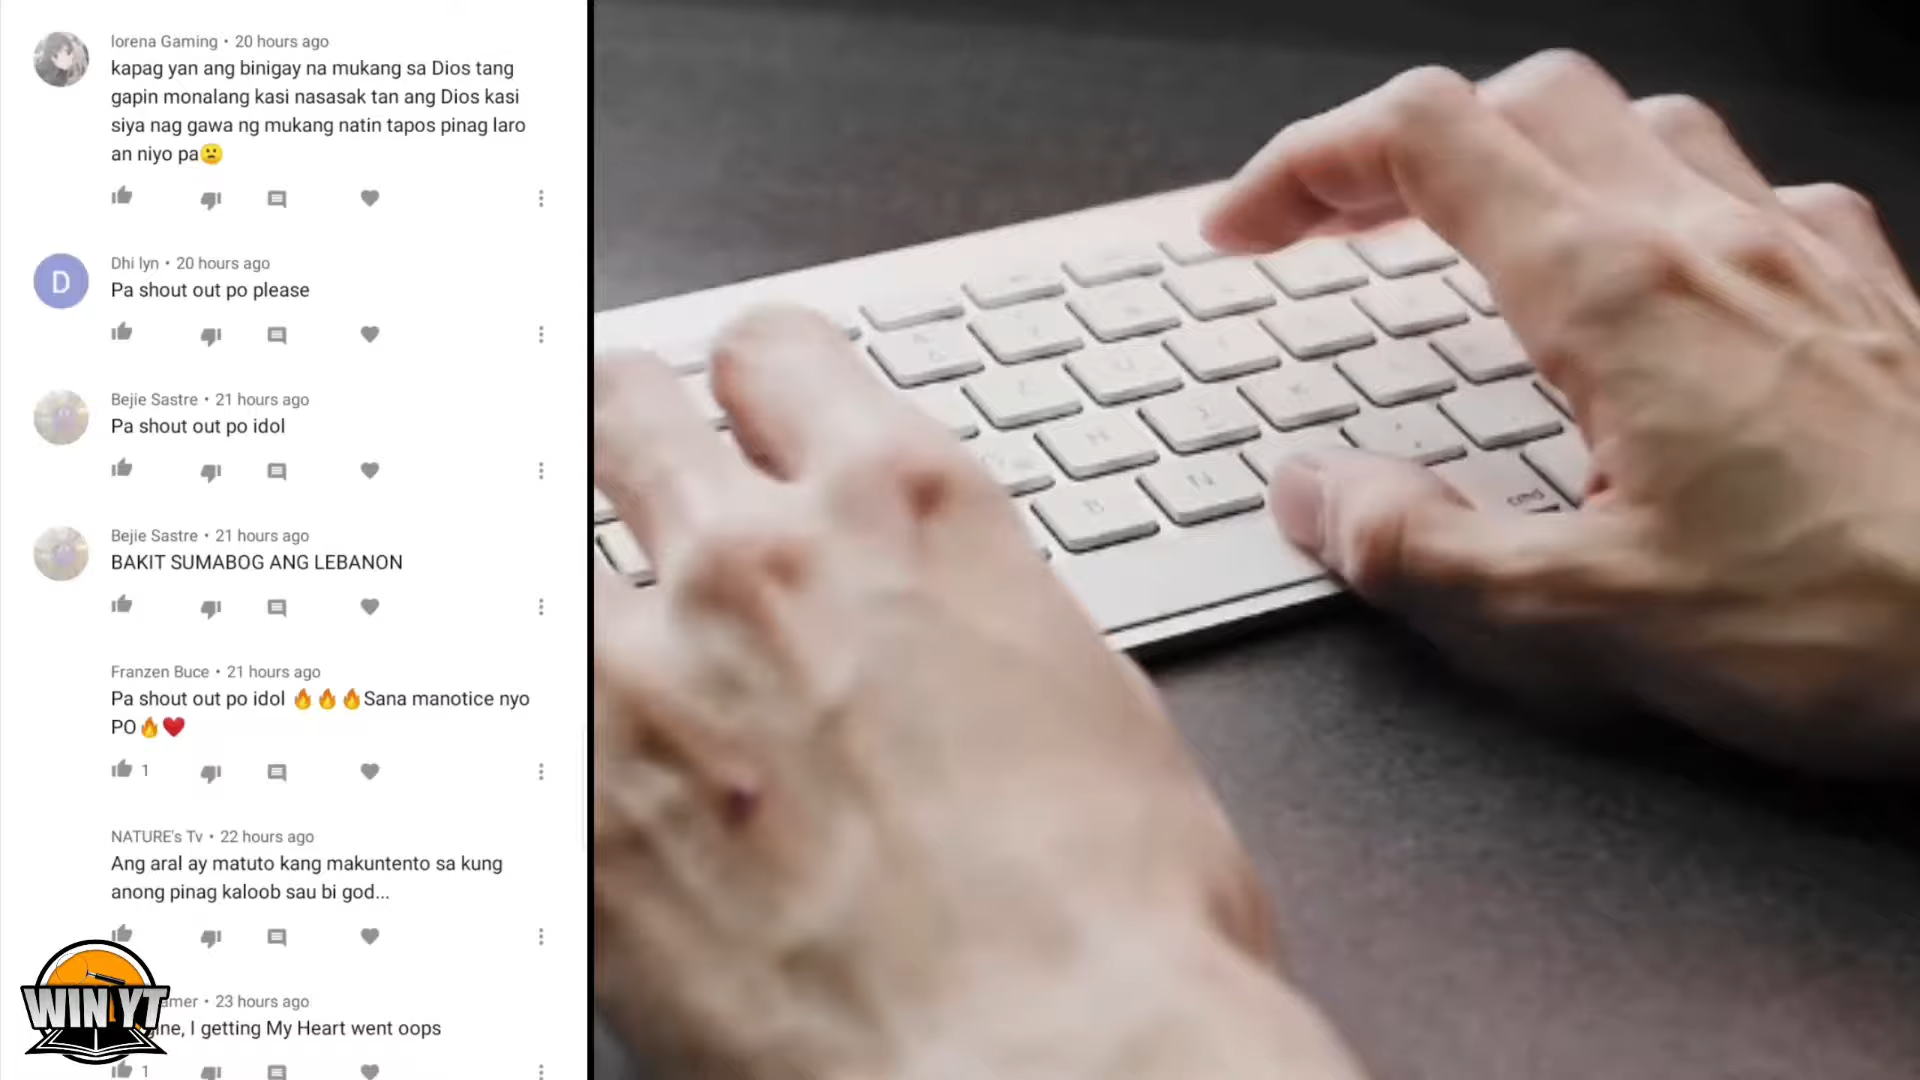 lorena Gaming • 20 hours ago
kapag yan ang binigay na mukang sa Dios tang
gapin monalang kasi nasasak tan ang Dios kasi
siya nag gawa ng mukang natin tapos pinag laro
an niyo pa🙁
D
Dhi lyn • 20 hours ago
Pa shout out po please
Bejie Sastre • 21 hours ago
Pa shout out po idol
Bejie Sastre • 21 hours ago
BAKIT SUMABOG ANG LEBANON
Franzen Buce • 21 hours ago
Pa shout out po idol 🔥🔥🔥Sana manotice nyo
PO🔥❤️
1
NATURE's Tv • 22 hours ago
Ang aral ay matuto kang makuntento sa kung
anong pinag kaloob sau bi god...
• 23 hours ago
I getting My Heart went oops
1
WIN YT
B
N
cmd